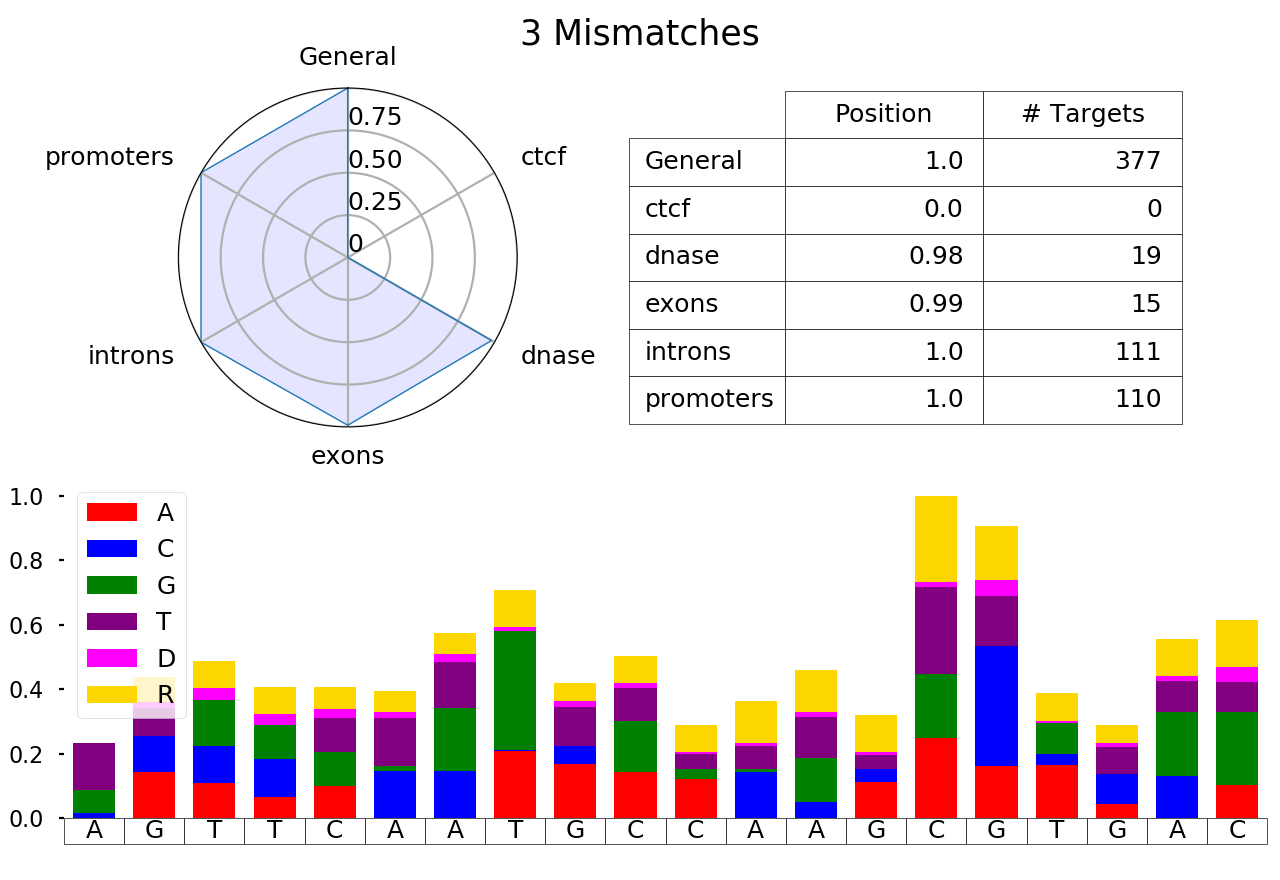 3 Mismatches
General
0.75
promoters
ctcf
0.50
0.25
0
introns
dnase
exons
Position # Targets
General 1.0 377
ctcf 0.0 0
dnase 0.98 19
exons 0.99 15
introns 1.0 111
promoters 1.0 110
1.0
0.8
0.6
0.4
0.2
0.0
A
C
G
T
D
R
A G T T C A A T G C C A A G C G T G A C